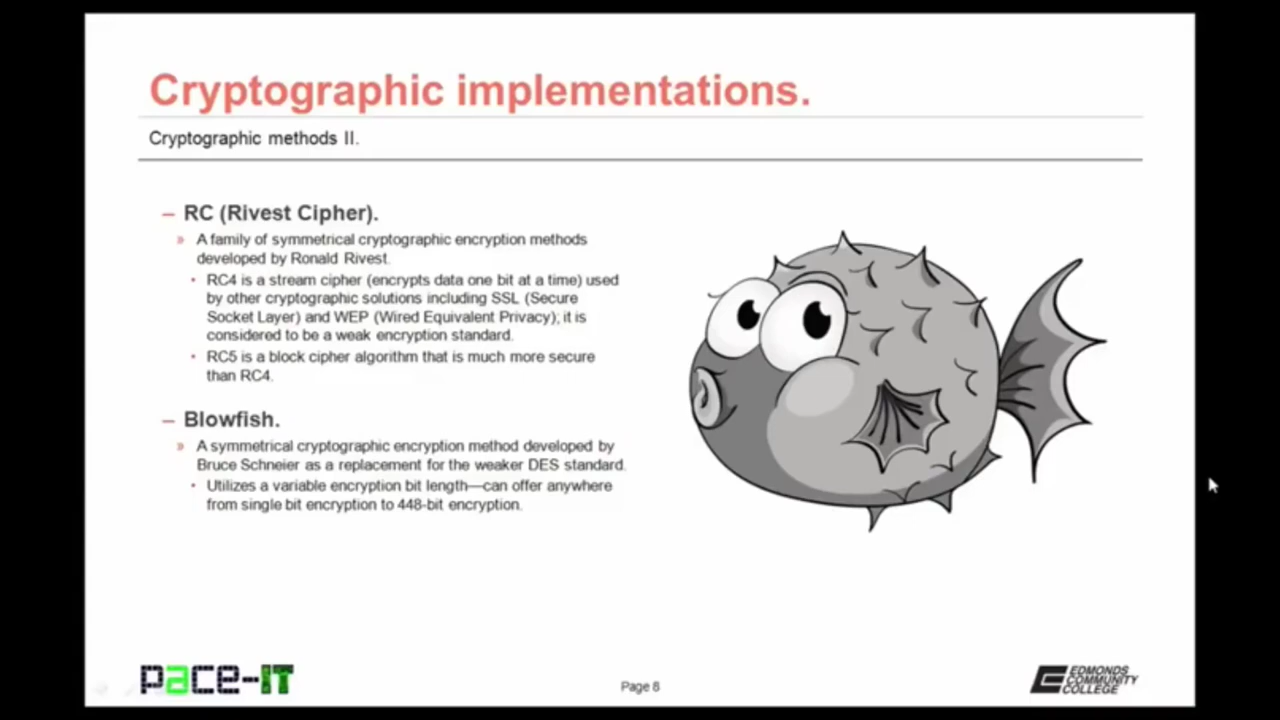 Cryptographic implementations.
Cryptographic methods II.
– RC (Rivest Cipher).
» A family of symmetrical cryptographic encryption methods
developed by Ronald Rivest.
• RC4 is a stream cipher (encrypts data one bit at a time) used
by other cryptographic solutions including SSL (Secure
Socket Layer) and WEP (Wired Equivalent Privacy); it is
considered to be a weak encryption standard.
• RC5 is a block cipher algorithm that is much more secure
than RC4.
– Blowfish.
» A symmetrical cryptographic encryption method developed by
Bruce Schneier as a replacement for the weaker DES standard.
• Utilizes a variable encryption bit length—can offer anywhere
from single bit encryption to 448-bit encryption.
pace-IT
Page 6
EDMONDS
COMMUNITY
COLLEGE